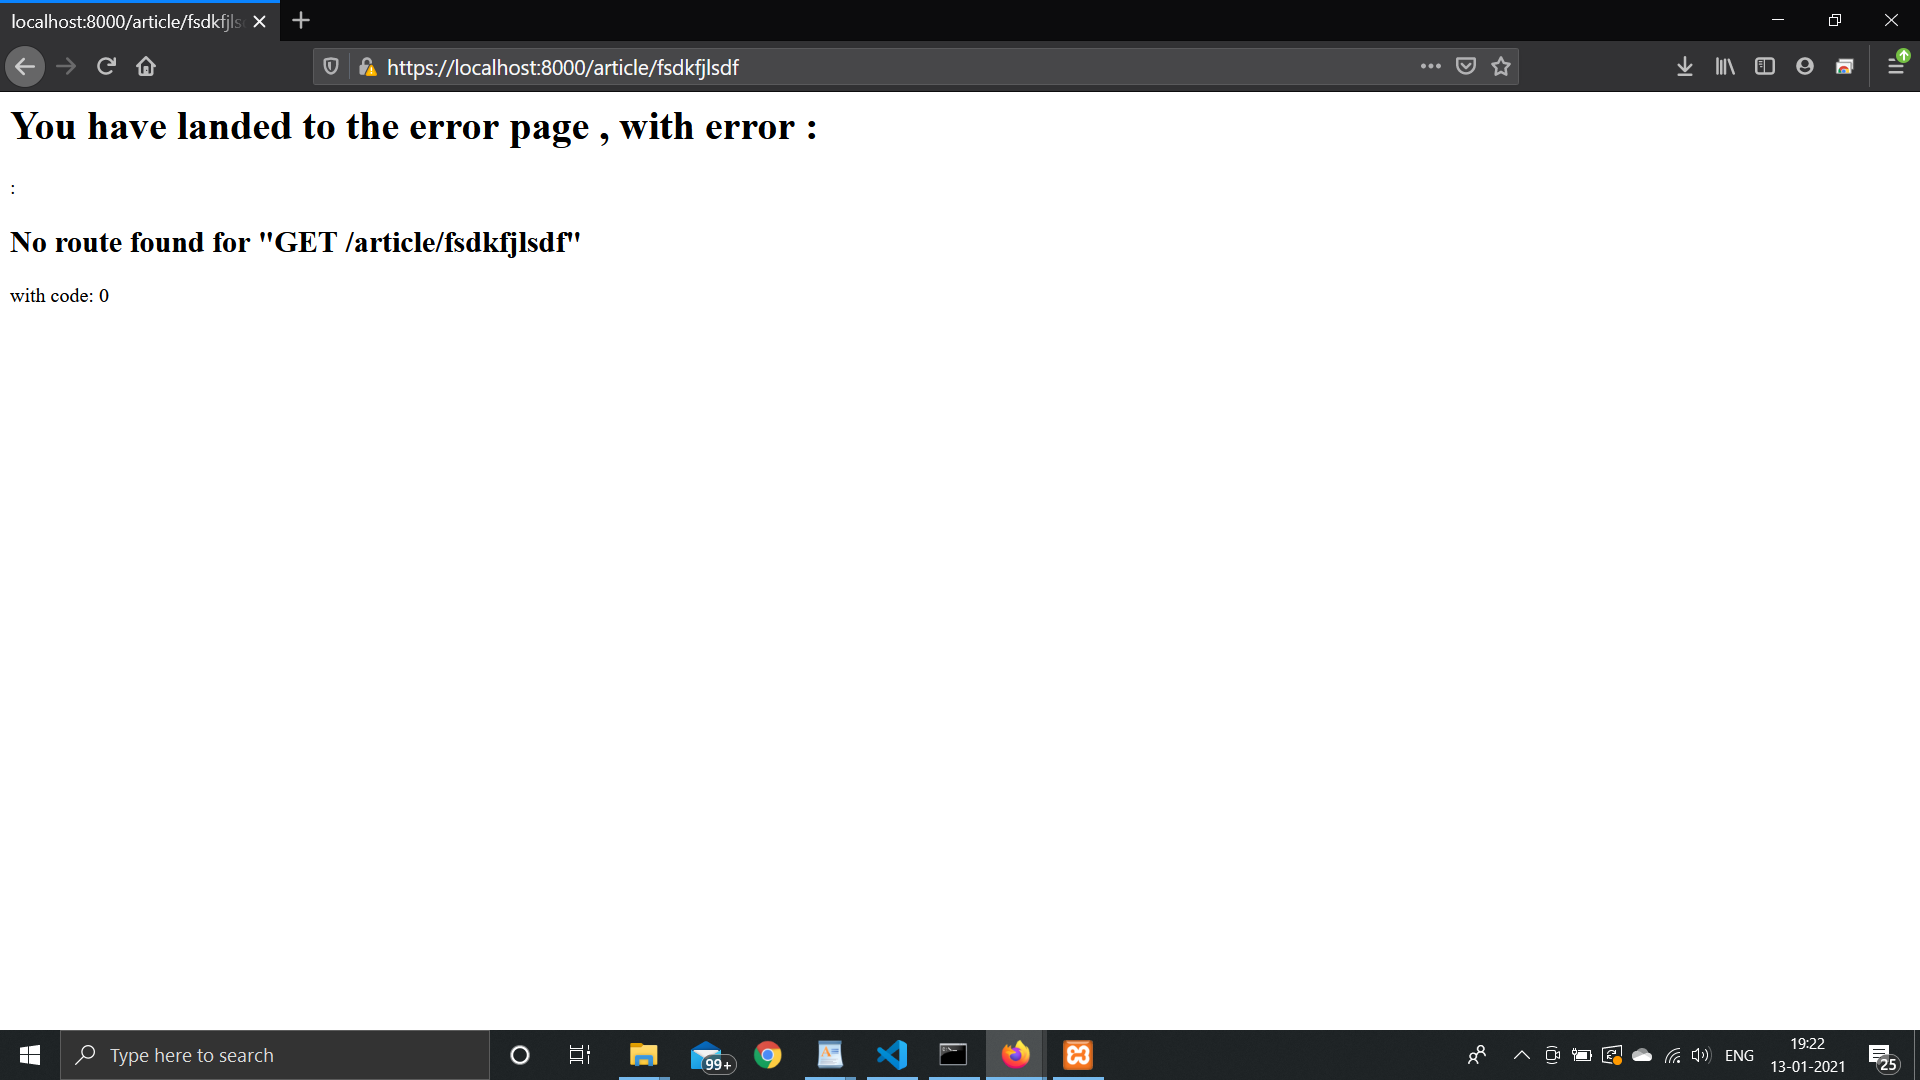 localhost:8000/article/fsdkfjls
https://localhost:8000/article/fsdkfjlsdf
You have landed to the error page , with error :
:
No route found for "GET /article/fsdkfjlsdf"
with code: 0
Type here to search
99+
ENG
19:22
13-01-2021
25